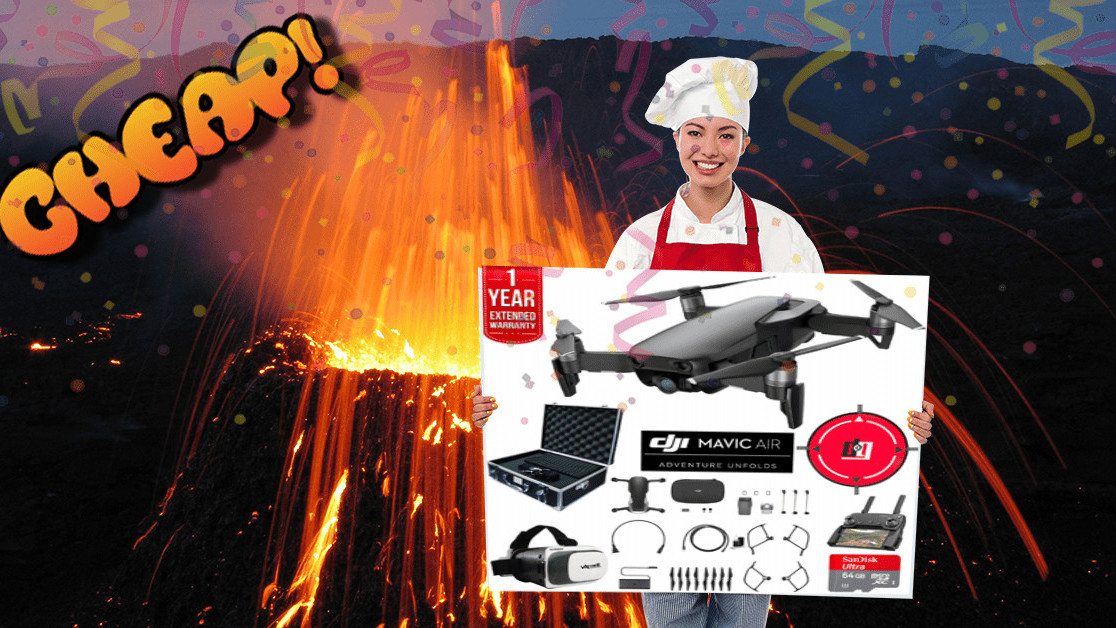 CHEAP!
1
YEAR
EXTENDED
WARRANTY
dji MAVIC AIR
ADVENTURE UNFOLDS
SanDisk
Ultra
64GB